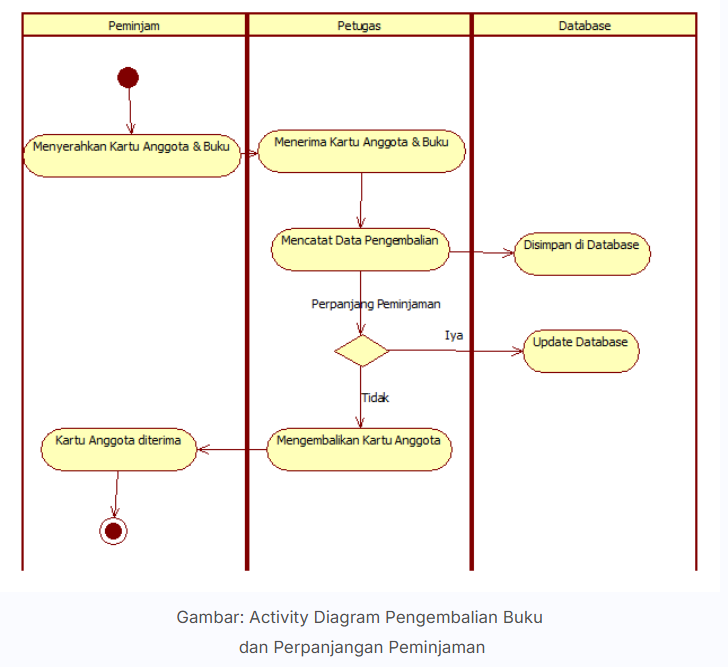 Peminjam
Petugas
Database
Menyerahkan Kartu Anggota & Buku
Menerima Kartu Anggota & Buku
Mencatat Data Pengembalian
Disimpan di Database
Perpanjang Peminjaman
Iya
Update Database
Tidak
Kartu Anggota diterima
Mengembalikan Kartu Anggota
Gambar: Activity Diagram Pengembalian Buku
dan Perpanjangan Peminjaman